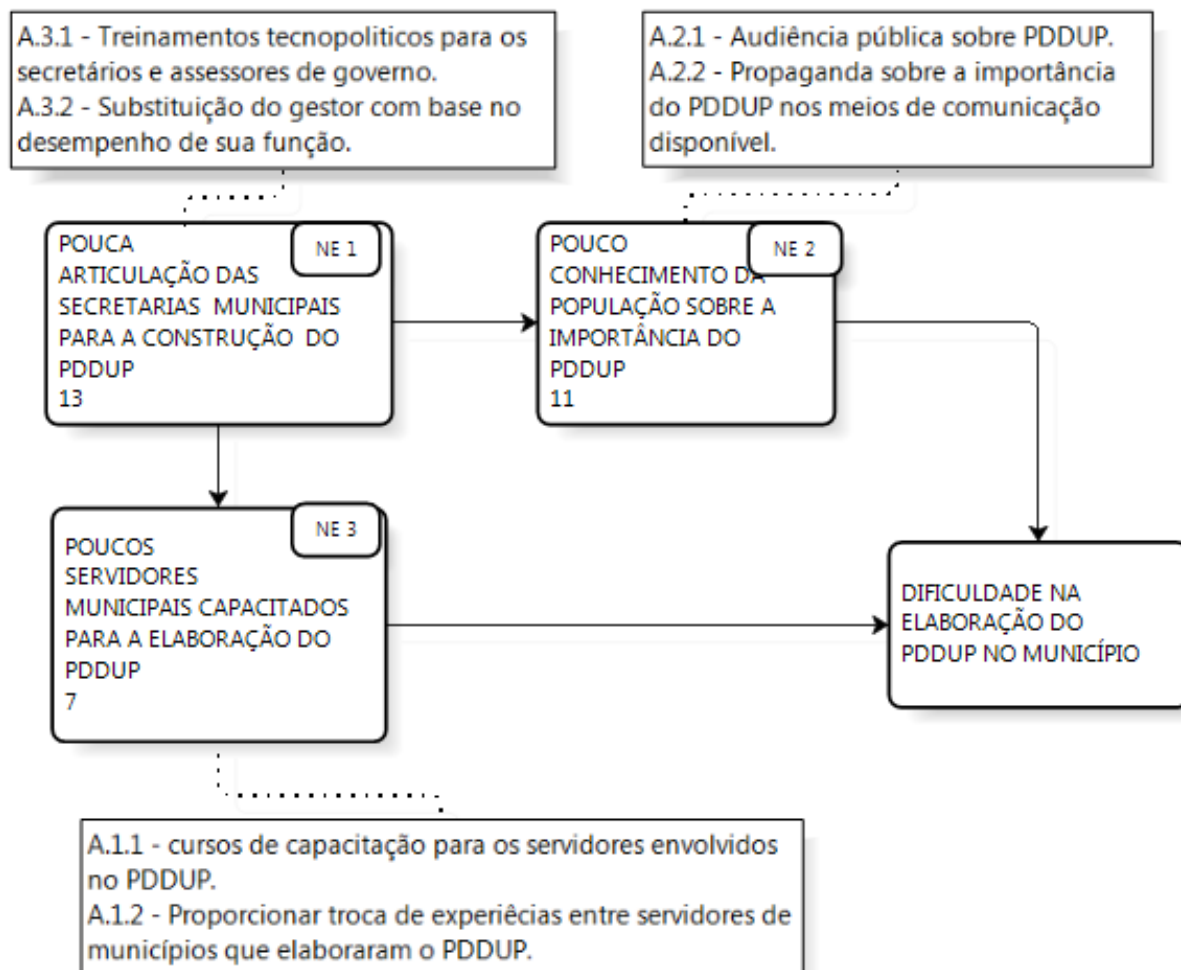 A.3.1 - Treinamentos tecnopoliticos para os
secretários e assessores de governo.
A.3.2 - Substituição do gestor com base no
desempenho de sua função.
A.2.1 - Audiência pública sobre PDDUP.
A.2.2 - Propaganda sobre a importância
do PDDUP nos meios de comunicação
disponível.
NE 1
POUCA
ARTICULAÇÃO DAS
SECRETARIAS MUNICIPAIS
PARA A CONSTRUÇÃO DO
PDDUP
13
NE 2
POUCO
CONHECIMENTO DA
POPULAÇÃO SOBRE A
IMPORTÂNCIA DO
PDDUP
11
NE 3
POUCOS
SERVIDORES
MUNICIPAIS CAPACITADOS
PARA A ELABORAÇÃO DO
PDDUP
7
DIFICULDADE NA
ELABORAÇÃO DO
PDDUP NO MUNICÍPIO
A.1.1 - cursos de capacitação para os servidores envolvidos
no PDDUP.
A.1.2 - Proporcionar troca de experiêcias entre servidores de
municípios que elaboraram o PDDUP.